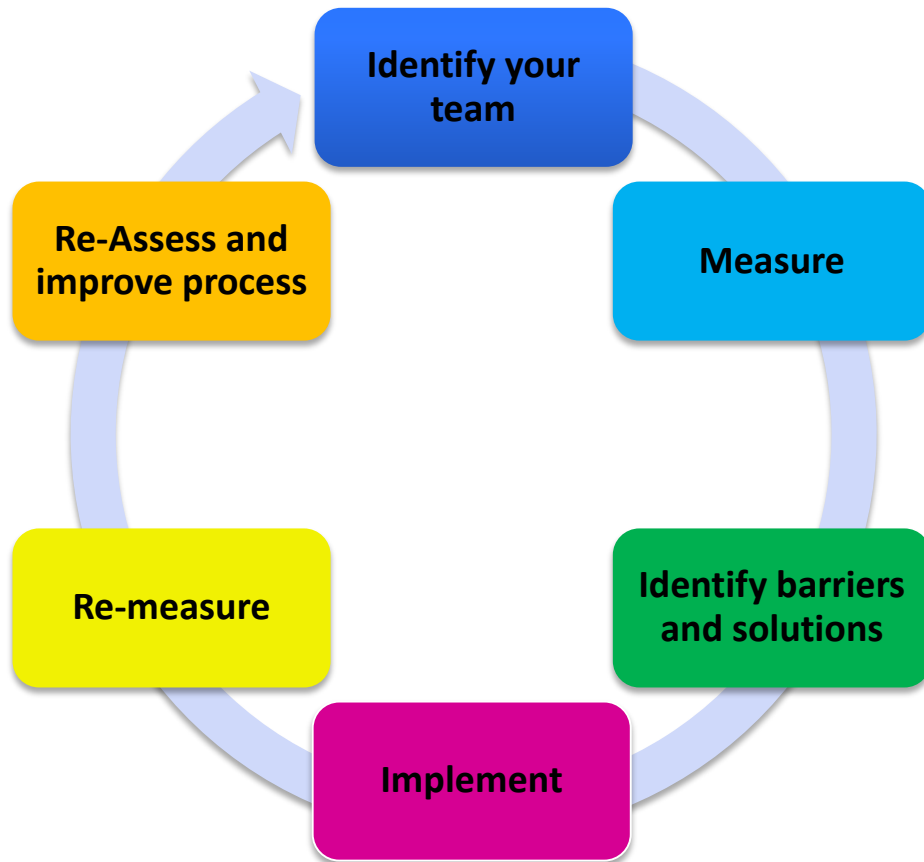 Identify your
team
Measure
Identify barriers
and solutions
Implement
Re-measure
Re-Assess and
improve process